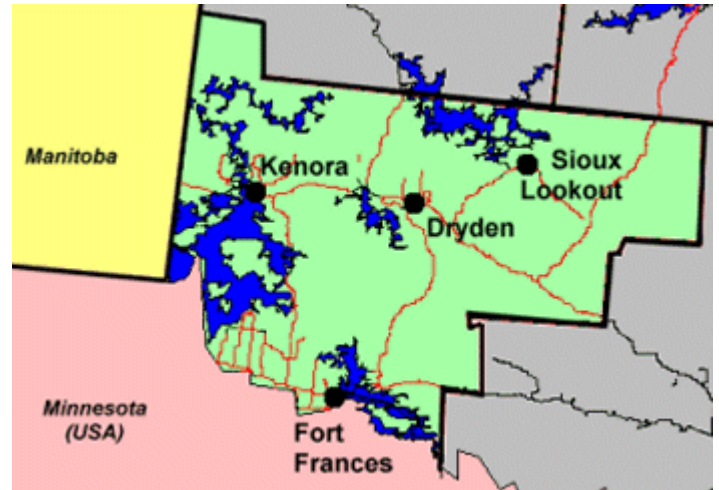 Manitoba
Kenora
Sioux
Lookout
Dryden
Minnesota
(USA)
Fort
Frances